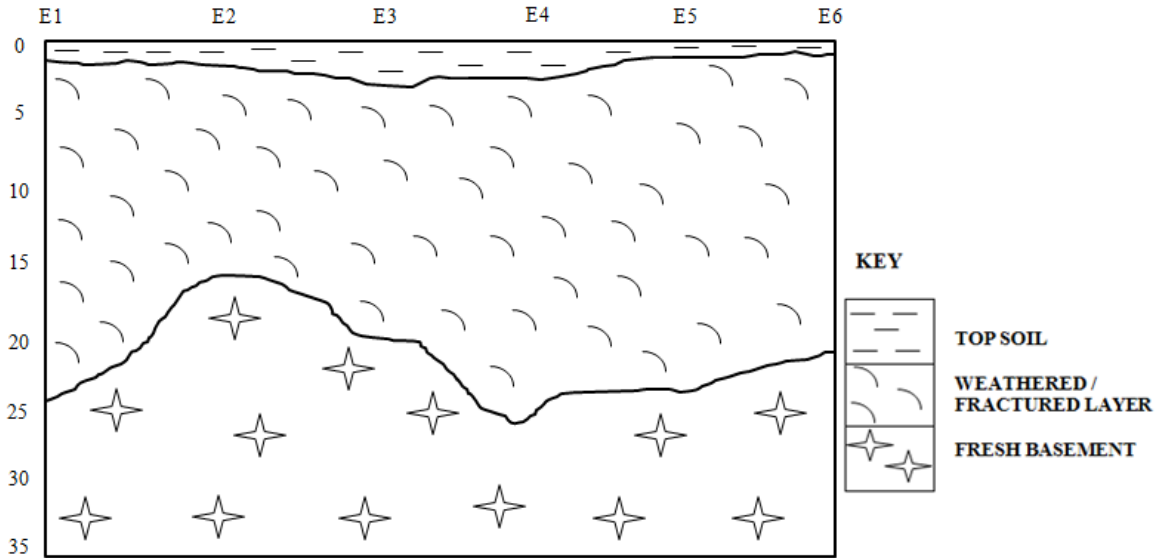 E1 E2 E3 E4 E5 E6
0
5
10
15
20
25
30
35
KEY
TOP SOIL
WEATHERED /
FRACTURED LAYER
FRESH BASEMENT